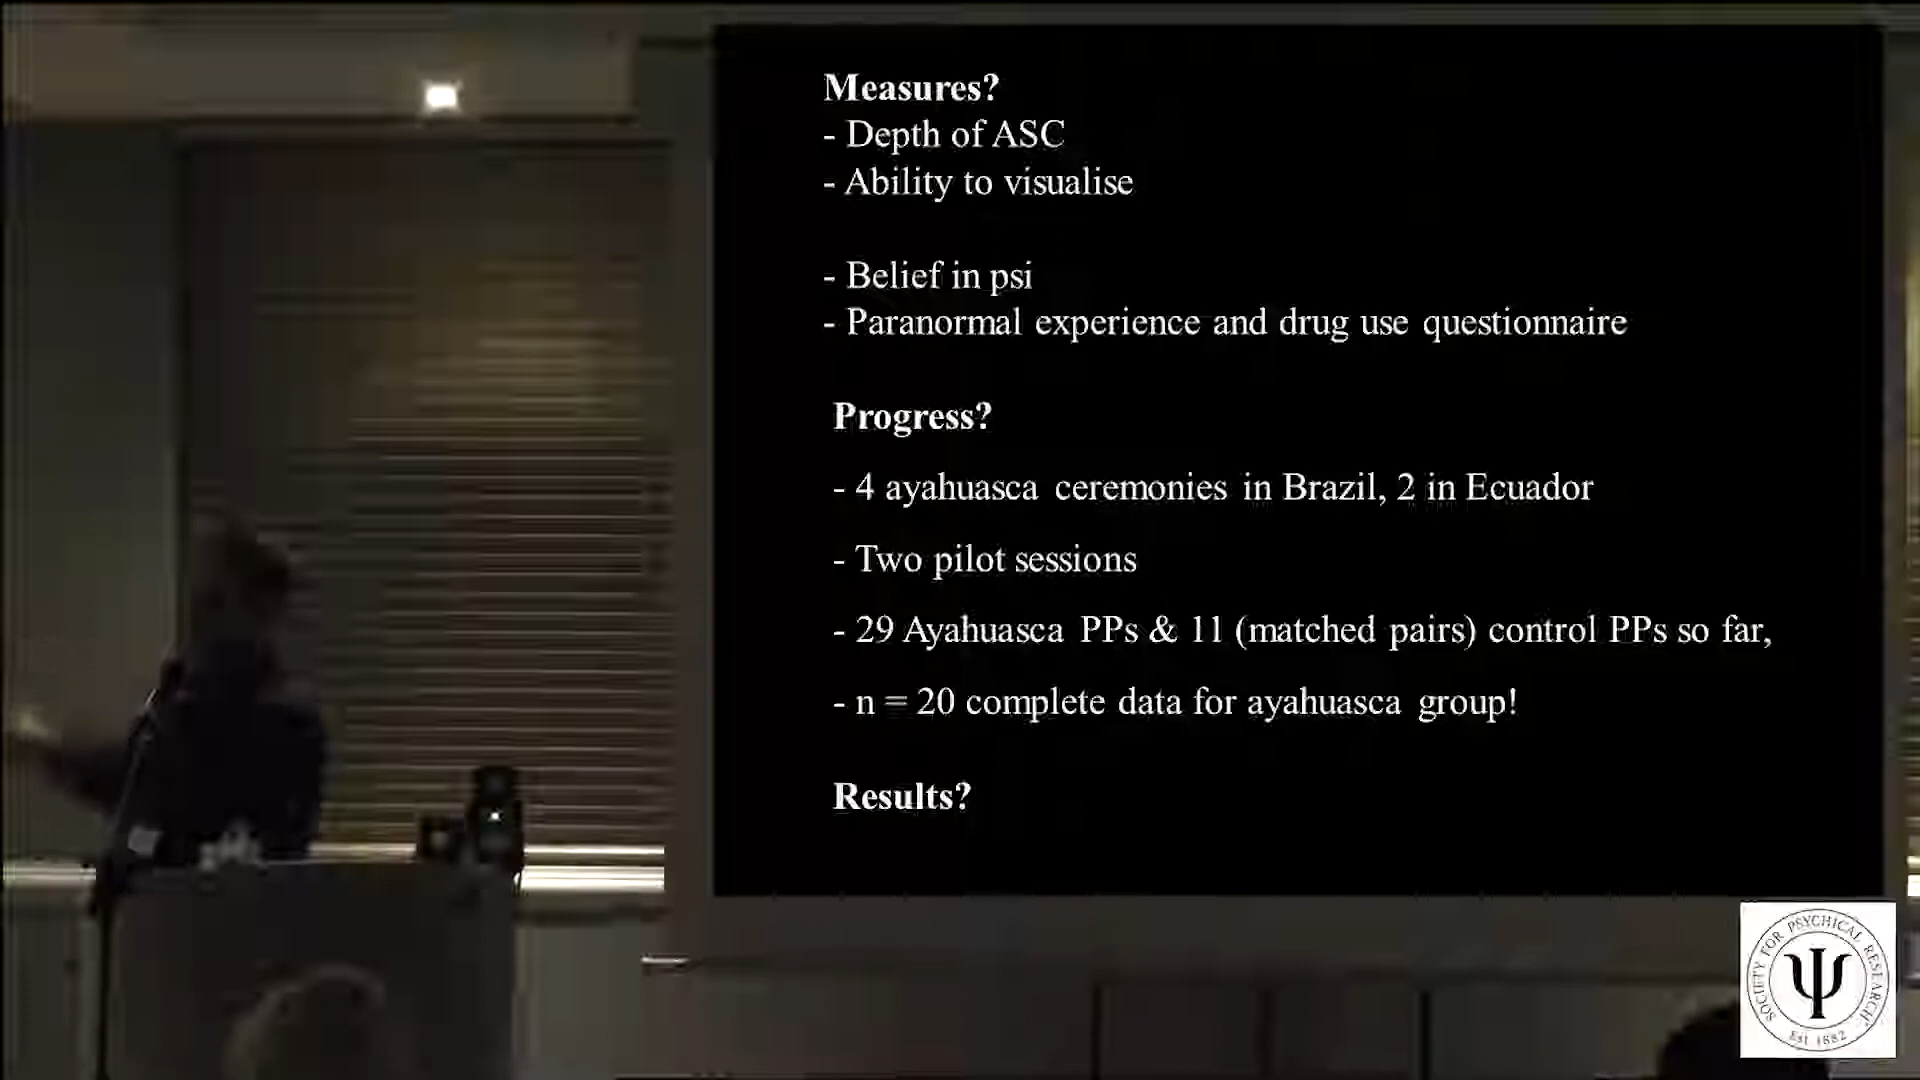 Measures?
- Depth of ASC
- Ability to visualise
- Belief in psi
- Paranormal experience and drug use questionnaire
Progress?
- 4 ayahuasca ceremonies in Brazil, 2 in Ecuador
- Two pilot sessions
- 29 Ayahuasca PPs & 11 (matched pairs) control PPs so far,
- n = 20 complete data for ayahuasca group!
Results?
SOCIETY FOR PSYCHICAL RESEARCH
Ψ
Est 1882